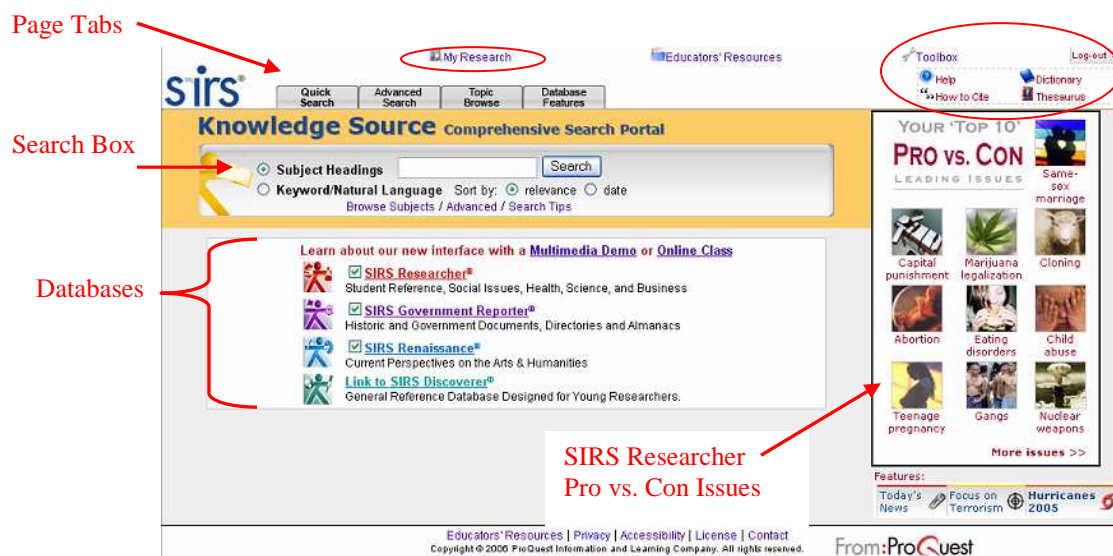 Page Tabs
My Research
Educators' Resources
Toolbox
Log-out
Help
Dictionary
How to Cite
Thesaurus
sirs®
Quick Search
Advanced Search
Topic Browse
Database Features
Knowledge Source Comprehensive Search Portal
Search Box
Subject Headings
Search
Keyword/Natural Language Sort by: relevance date
Browse Subjects / Advanced / Search Tips
YOUR 'TOP 10'
PRO VS. CON
LEADING ISSUES
Same-sex marriage
Capital punishment
Marijuana legalization
Cloning
Abortion
Eating disorders
Child abuse
Teenage pregnancy
Gangs
Nuclear weapons
More issues >>
Databases
Learn about our new interface with a Multimedia Demo or Online Class
SIRS Researcher®
Student Reference, Social Issues, Health, Science, and Business
SIRS Government Reporter®
Historic and Government Documents, Directories and Almanacs
SIRS Renaissance®
Current Perspectives on the Arts & Humanities
Link to SIRS Discoverer®
General Reference Database Designed for Young Researchers.
SIRS Researcher
Pro vs. Con Issues
Features:
Today's News
Focus on Terrorism
Hurricanes 2005
Educators' Resources | Privacy | Accessibility | License | Contact
Copyright © 2006 ProQuest Information and Learning Company. All rights reserved.
From:ProQuest